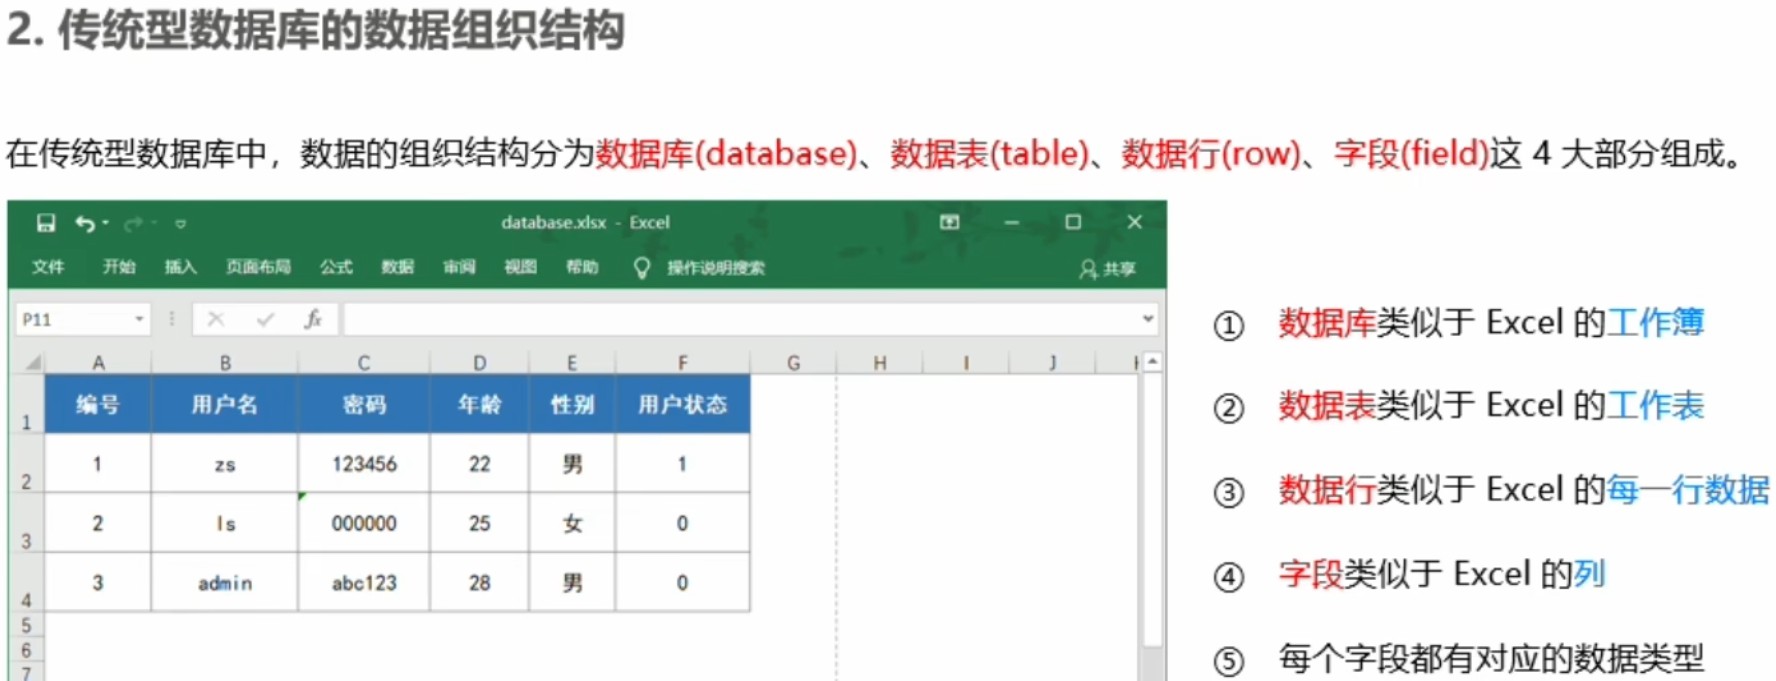 2. 传统型数据库的数据组织结构
在传统型数据库中，数据的组织结构分为数据库(database)、数据表(table)、数据行(row)、字段(field)这 4 大部分组成。
database.xlsx - Excel
文件 开始 插入 页面布局 公式 数据 审阅 视图 帮助 操作说明搜索 共享
P11 fx
A B C D E F G H I J
1 编号 用户名 密码 年龄 性别 用户状态
2 1 zs 123456 22 男 1
3 2 ls 000000 25 女 0
4 3 admin abc123 28 男 0
5
6
7
① 数据库类似于 Excel 的工作簿
② 数据表类似于 Excel 的工作表
③ 数据行类似于 Excel 的每一行数据
④ 字段类似于 Excel 的列
⑤ 每个字段都有对应的数据类型